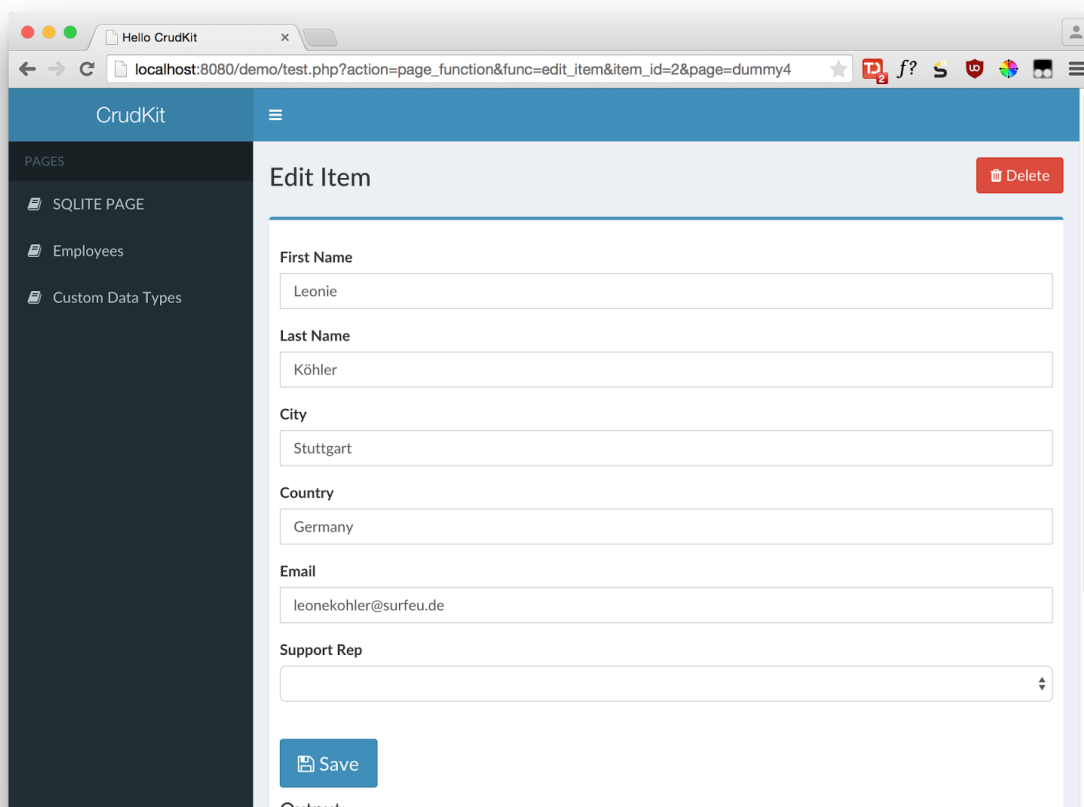 Hello CrudKit
localhost:8080/demo/test.php?action=page_function&func=edit_item&item_id=2&page=dummy4
2
f?
CrudKit
PAGES
SQLITE PAGE
Employees
Custom Data Types
Edit Item
Delete
First Name
Leonie
Last Name
Köhler
City
Stuttgart
Country
Germany
Email
leonekohler@surfeu.de
Support Rep
Save